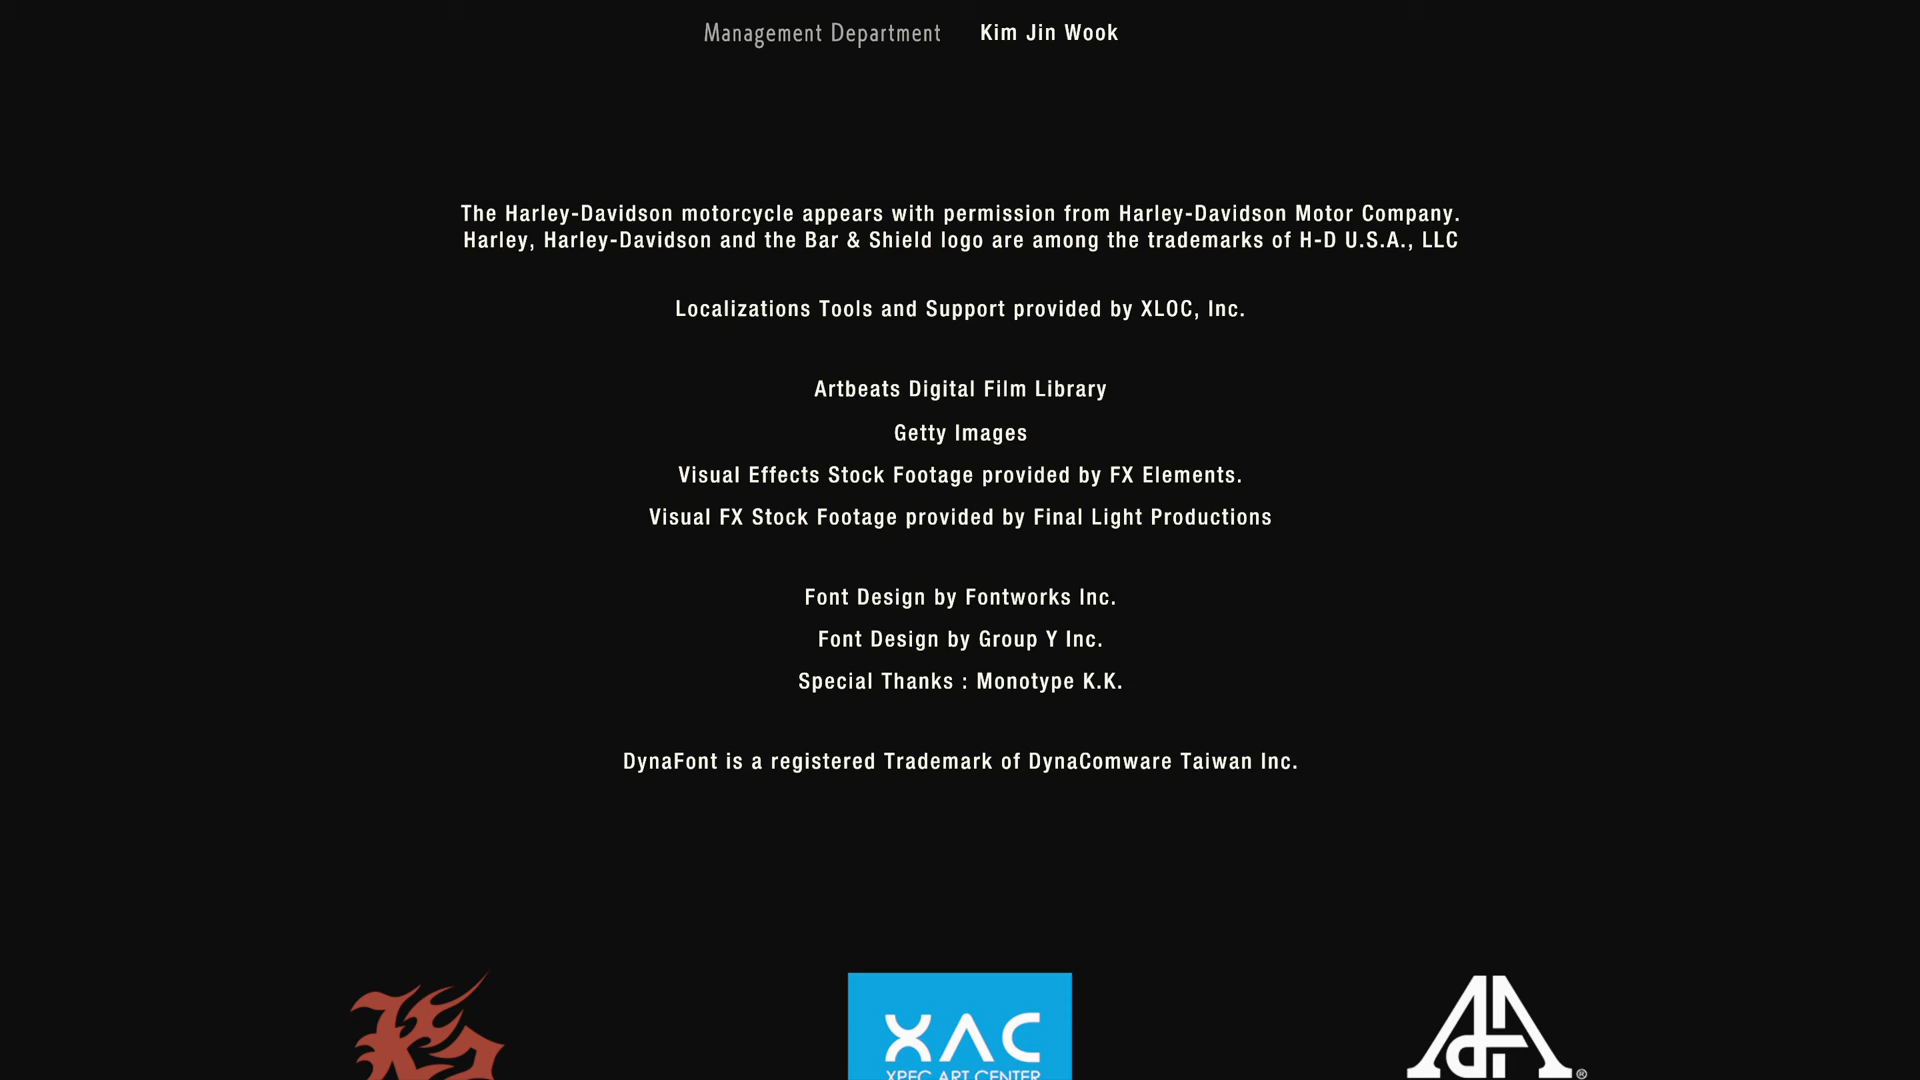 Management Department Kim Jin Wook
The Harley-Davidson motorcycle appears with permission from Harley-Davidson Motor Company.
Harley, Harley-Davidson and the Bar & Shield logo are among the trademarks of H-D U.S.A., LLC
Localizations Tools and Support provided by XLOC, Inc.
Artbeats Digital Film Library
Getty Images
Visual Effects Stock Footage provided by FX Elements.
Visual FX Stock Footage provided by Final Light Productions
Font Design by Fontworks Inc.
Font Design by Group Y Inc.
Special Thanks : Monotype K.K.
DynaFont is a registered Trademark of DynaComware Taiwan Inc.
XAC
XPEC ART CENTER
®